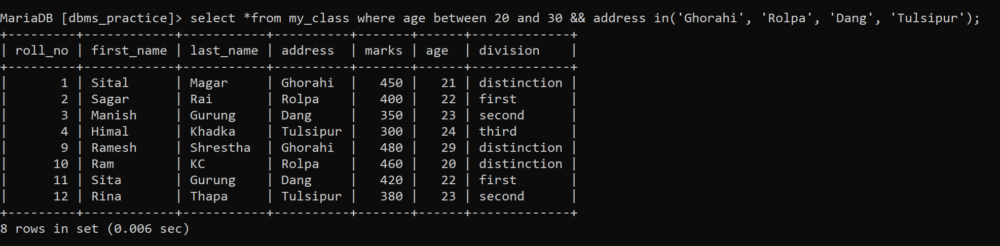 MariaDB [dbms_practice]> select *from my_class where age between 20 and 30 && address in('Ghorahi', 'Rolpa', 'Dang', 'Tulsipur');
+---------+------------+-----------+----------+-------+------+-------------+
| roll_no | first_name | last_name | address  | marks | age  | division    |
+---------+------------+-----------+----------+-------+------+-------------+
|       1 | Sital      | Magar     | Ghorahi  |   450 |   21 | distinction |
|       2 | Sagar      | Rai       | Rolpa    |   400 |   22 | first       |
|       3 | Manish     | Gurung    | Dang     |   350 |   23 | second      |
|       4 | Himal      | Khadka    | Tulsipur |   300 |   24 | third       |
|       9 | Ramesh     | Shrestha  | Ghorahi  |   480 |   29 | distinction |
|      10 | Ram        | KC        | Rolpa    |   460 |   20 | distinction |
|      11 | Sita       | Gurung    | Dang     |   420 |   22 | first       |
|      12 | Rina       | Thapa     | Tulsipur |   380 |   23 | second      |
+---------+------------+-----------+----------+-------+------+-------------+
8 rows in set (0.006 sec)